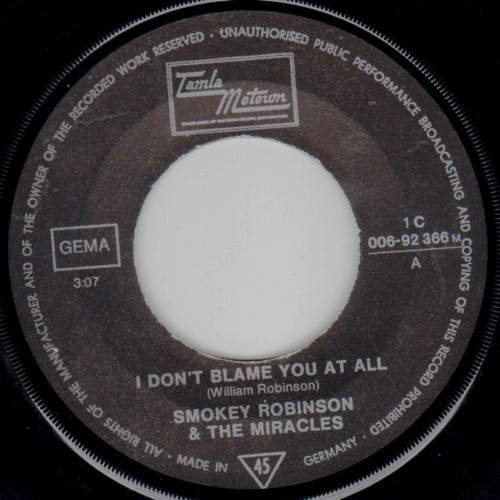 ALL RIGHTS OF THE MANUFACTURER AND OF THE OWNER OF THE RECORDED WORK RESERVED · UNAUTHORISED PUBLIC PERFORMANCE BROADCASTING AND COPYING OF THIS RECORD PROHIBITED
Tamla
Motown
GEMA
3:07
1 C
006-92 366 M
A
I DON'T BLAME YOU AT ALL
(William Robinson)
SMOKEY ROBINSON
& THE MIRACLES
· MADE IN
45
GERMANY ·